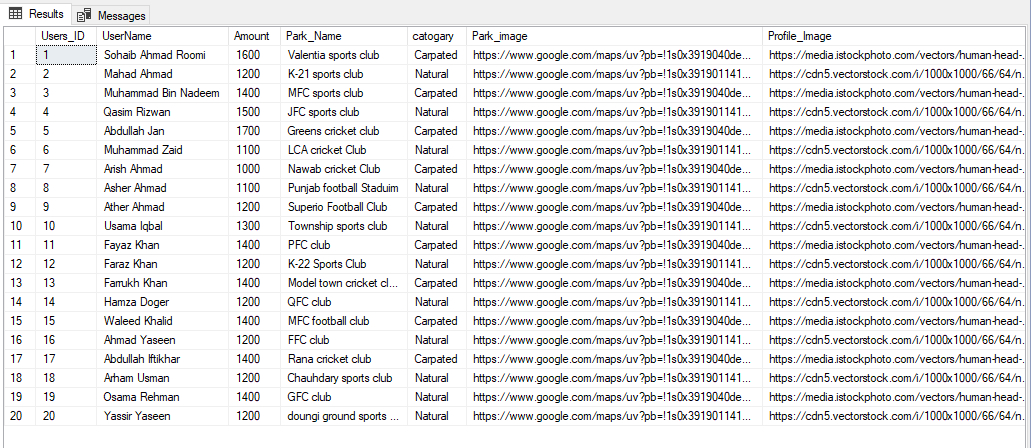 Results Messages
Users_ID UserName Amount Park_Name catogary Park_image Profile_Image
1 1 Sohaib Ahmad Roomi 1600 Valentia sports club Carpated https://www.google.com/maps/uv?pb=!1s0x3919040de... https://media.istockphoto.com/vectors/human-head-.
2 2 Mahad Ahmad 1200 K-21 sports club Natural https://www.google.com/maps/uv?pb=!1s0x391901141... https://cdn5.vectorstock.com/i/1000x1000/66/64/n.
3 3 Muhammad Bin Nadeem 1400 MFC sports club Carpated https://www.google.com/maps/uv?pb=!1s0x3919040de... https://media.istockphoto.com/vectors/human-head-.
4 4 Qasim Rizwan 1500 JFC sports club Natural https://www.google.com/maps/uv?pb=!1s0x391901141... https://cdn5.vectorstock.com/i/1000x1000/66/64/n.
5 5 Abdullah Jan 1700 Greens cricket club Carpated https://www.google.com/maps/uv?pb=!1s0x3919040de... https://media.istockphoto.com/vectors/human-head-.
6 6 Muhammad Zaid 1100 LCA cricket Club Natural https://www.google.com/maps/uv?pb=!1s0x391901141... https://cdn5.vectorstock.com/i/1000x1000/66/64/n.
7 7 Arish Ahmad 1000 Nawab cricket Club Carpated https://www.google.com/maps/uv?pb=!1s0x3919040de... https://media.istockphoto.com/vectors/human-head-.
8 8 Asher Ahmad 1100 Punjab football Staduim Natural https://www.google.com/maps/uv?pb=!1s0x391901141... https://cdn5.vectorstock.com/i/1000x1000/66/64/n.
9 9 Ather Ahmad 1200 Superio Football Club Carpated https://www.google.com/maps/uv?pb=!1s0x3919040de... https://media.istockphoto.com/vectors/human-head-.
10 10 Usama Iqbal 1300 Township sports club Natural https://www.google.com/maps/uv?pb=!1s0x391901141... https://cdn5.vectorstock.com/i/1000x1000/66/64/n.
11 11 Fayaz Khan 1400 PFC club Carpated https://www.google.com/maps/uv?pb=!1s0x3919040de... https://media.istockphoto.com/vectors/human-head-.
12 12 Faraz Khan 1200 K-22 Sports Club Natural https://www.google.com/maps/uv?pb=!1s0x391901141... https://cdn5.vectorstock.com/i/1000x1000/66/64/n.
13 13 Farrukh Khan 1400 Model town cricket cl... Carpated https://www.google.com/maps/uv?pb=!1s0x3919040de... https://media.istockphoto.com/vectors/human-head-.
14 14 Hamza Doger 1200 QFC club Natural https://www.google.com/maps/uv?pb=!1s0x391901141... https://cdn5.vectorstock.com/i/1000x1000/66/64/n.
15 15 Waleed Khalid 1400 MFC football club Carpated https://www.google.com/maps/uv?pb=!1s0x3919040de... https://media.istockphoto.com/vectors/human-head-.
16 16 Ahmad Yaseen 1200 FFC club Natural https://www.google.com/maps/uv?pb=!1s0x391901141... https://cdn5.vectorstock.com/i/1000x1000/66/64/n.
17 17 Abdullah Iftikhar 1400 Rana cricket club Carpated https://www.google.com/maps/uv?pb=!1s0x3919040de... https://media.istockphoto.com/vectors/human-head-.
18 18 Arham Usman 1200 Chauhdary sports club Natural https://www.google.com/maps/uv?pb=!1s0x391901141... https://cdn5.vectorstock.com/i/1000x1000/66/64/n.
19 19 Osama Rehman 1400 GFC club Natural https://www.google.com/maps/uv?pb=!1s0x3919040de... https://media.istockphoto.com/vectors/human-head-.
20 20 Yassir Yaseen 1200 doungi ground sports ... Natural https://www.google.com/maps/uv?pb=!1s0x391901141... https://cdn5.vectorstock.com/i/1000x1000/66/64/n.